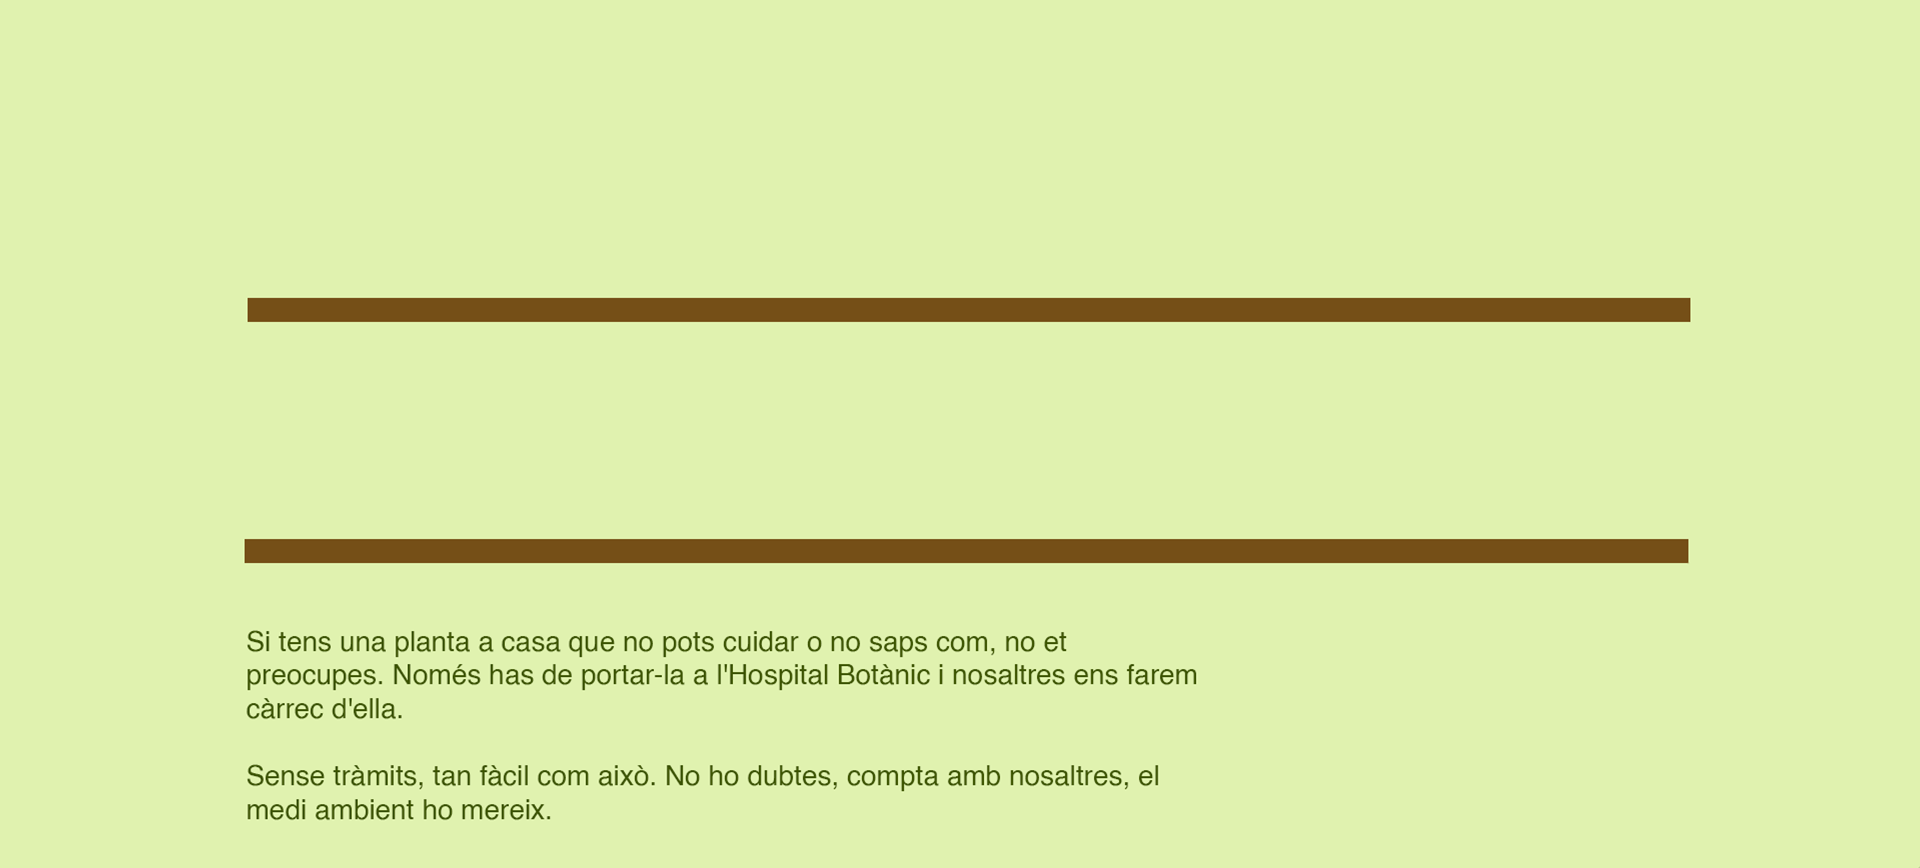 Si tens una planta a casa que no pots cuidar o no saps com, no et
preocupes. Només has de portar-la a l'Hospital Botànic i nosaltres ens farem
càrrec d'ella.
Sense tràmits, tan fàcil com això. No ho dubtes, compta amb nosaltres, el
medi ambient ho mereix.